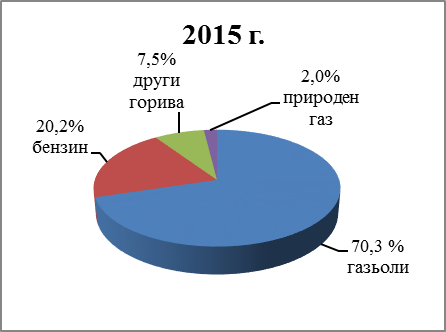 2015 г.
7,5%
други
горива
2,0%
природен
газ
20,2%
бензин
70,3 %
газьоли